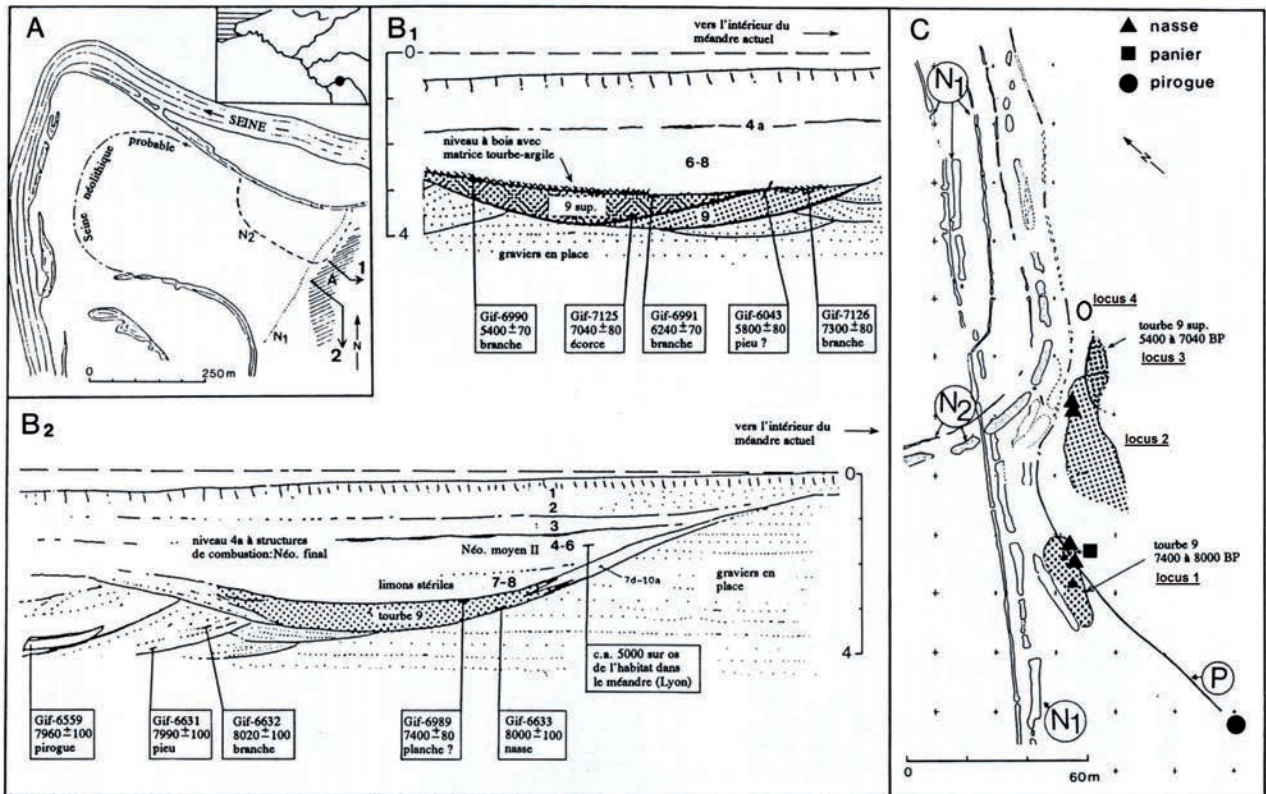 A
SEINE
probable
Seine néolithique
N2
A
1
N1
2
N
0 250 m
B1
vers l'intérieur du
méandre actuel
0
4 a
niveau à bois avec
matrice tourbe-argile
6-8
9 sup.
9
4
graviers en place
Gif-6990
5400±70
branche
Gif-7125
7040±80
écorce
Gif-6991
6240±70
branche
Gif-6043
5800±80
pieu ?
Gif-7126
7300±80
branche
B2
vers l'intérieur du
méandre actuel
0
1
2
3
niveau 4a à structures
de combustion:Néo. final
Néo. moyen II
4-6
7d-10a
limons stériles
7-8
graviers en
place
tourbe 9
4
c.a. 5000 sur os
de l'habitat dans
le méandre (Lyon)
Gif-6559
7960±100
pirogue
Gif-6631
7990±100
pieu
Gif-6632
8020±100
branche
Gif-6989
7400±80
planche ?
Gif-6633
8000±100
nasse
C
nasse
panier
pirogue
N1
N
locus 4
tourbe 9 sup.
5400 à 7040 BP
locus 3
N2
locus 2
tourbe 9
7400 à 8000 BP
locus 1
P
N1
0 60 m